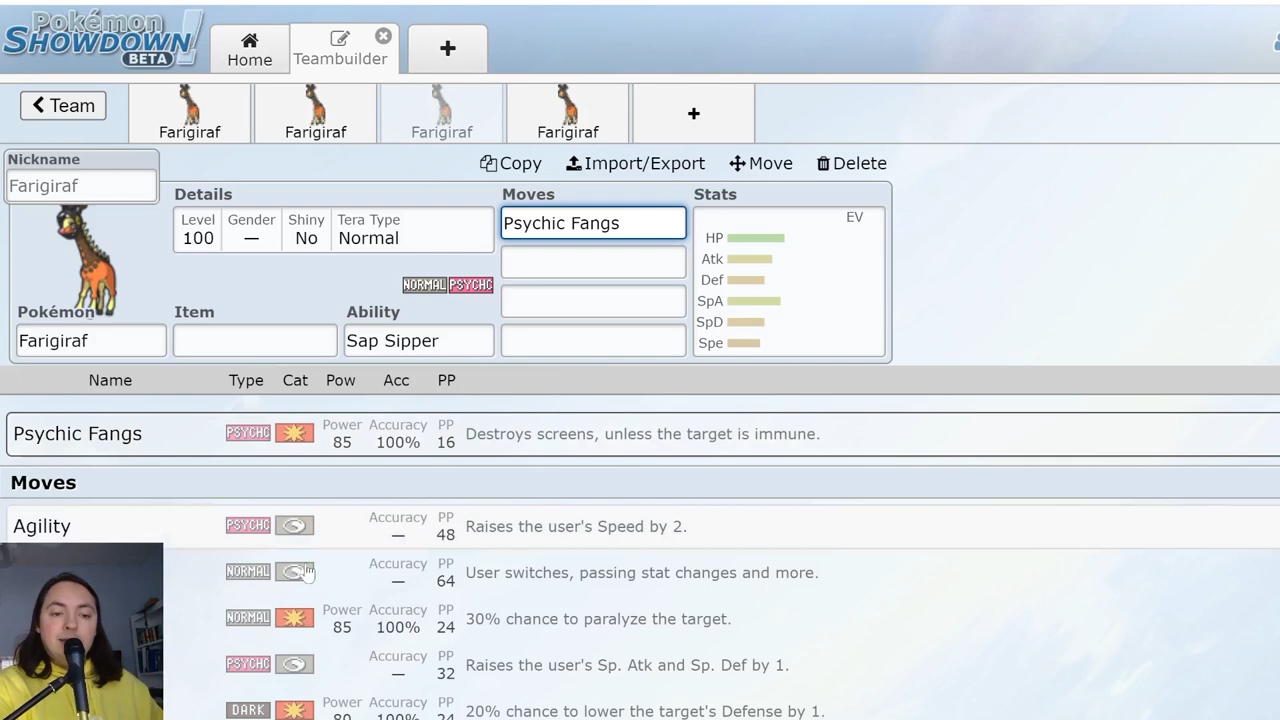 Pokémon
SHOWDOWN!
BETA
Home
Teambuilder
+
Team
Farigiraf
Farigiraf
Farigiraf
Farigiraf
+
Nickname
Farigiraf
Copy
Import/Export
Move
Delete
Details
Level Gender Shiny Tera Type
100 — No Normal
NORMAL PSYCHC
Pokémon
Farigiraf
Item
Ability
Sap Sipper
Moves
Psychic Fangs
Stats
EV
HP
Atk
Def
SpA
SpD
Spe
Name Type Cat Pow Acc PP
Psychic Fangs PSYCHC Power 85 Accuracy 100% PP 16 Destroys screens, unless the target is immune.
Moves
Agility PSYCHC Accuracy — PP 48 Raises the user's Speed by 2.
NORMAL Accuracy — PP 64 User switches, passing stat changes and more.
NORMAL Power 85 Accuracy 100% PP 24 30% chance to paralyze the target.
PSYCHC Accuracy — PP 32 Raises the user's Sp. Atk and Sp. Def by 1.
DARK Power 80 Accuracy 100% PP 24 20% chance to lower the target's Defense by 1.